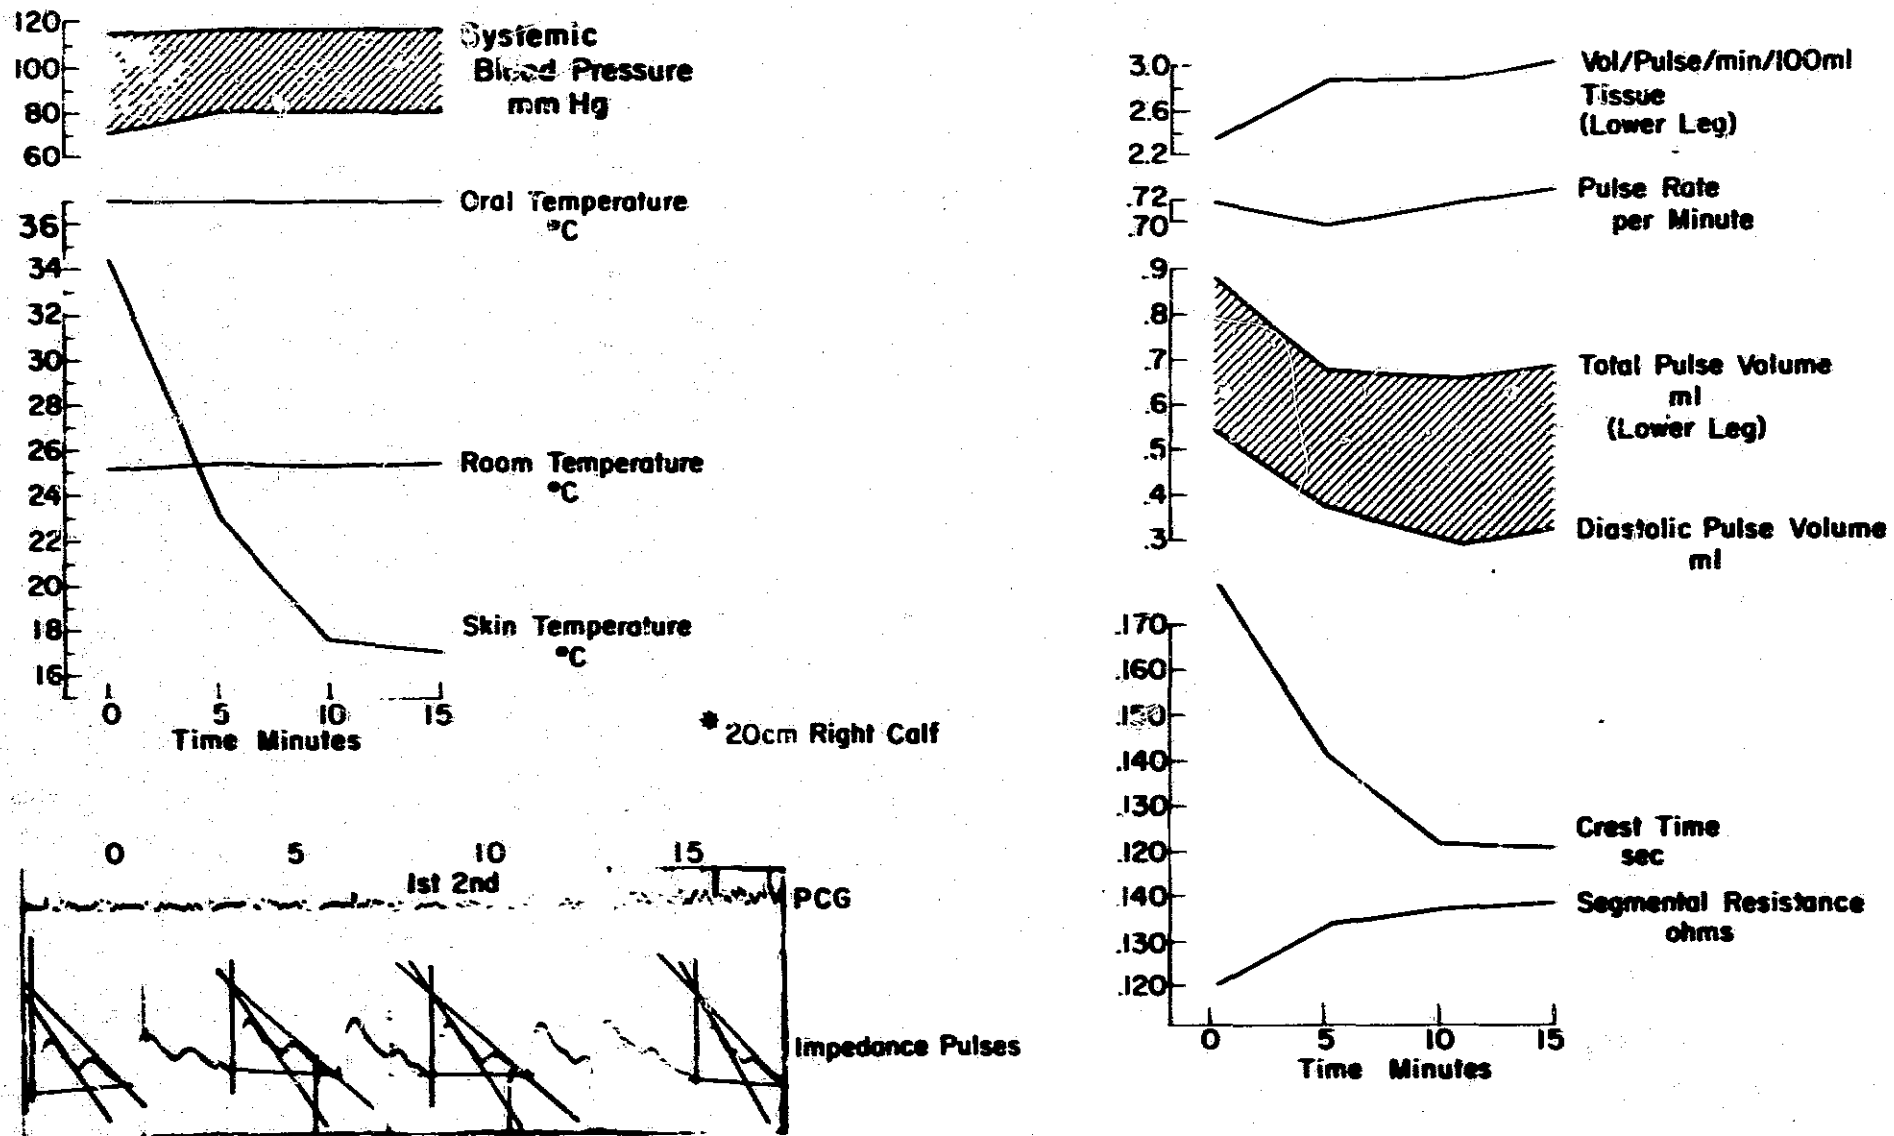 120
100
80
60
Systemic
Blood Pressure
mm Hg
Oral Temperature
°C
36
34
32
30
28
26
24
22
20
18
16
Room Temperature
°C
Skin Temperature
°C
0 5 10 15
Time Minutes
* 20cm Right Calf
0 5 10 15
1st 2nd
PCG
Impedance Pulses
3.0
2.6
2.2
Vol/Pulse/min/100ml
Tissue
(Lower Leg)
.72
.70
Pulse Rate
per Minute
.9
.8
.7
.6
.5
.4
.3
Total Pulse Volume
ml
(Lower Leg)
Diastolic Pulse Volume
ml
.170
.160
.150
.140
.130
.120
Crest Time
sec
.140
.130
.120
Segmental Resistance
ohms
0 5 10 15
Time Minutes